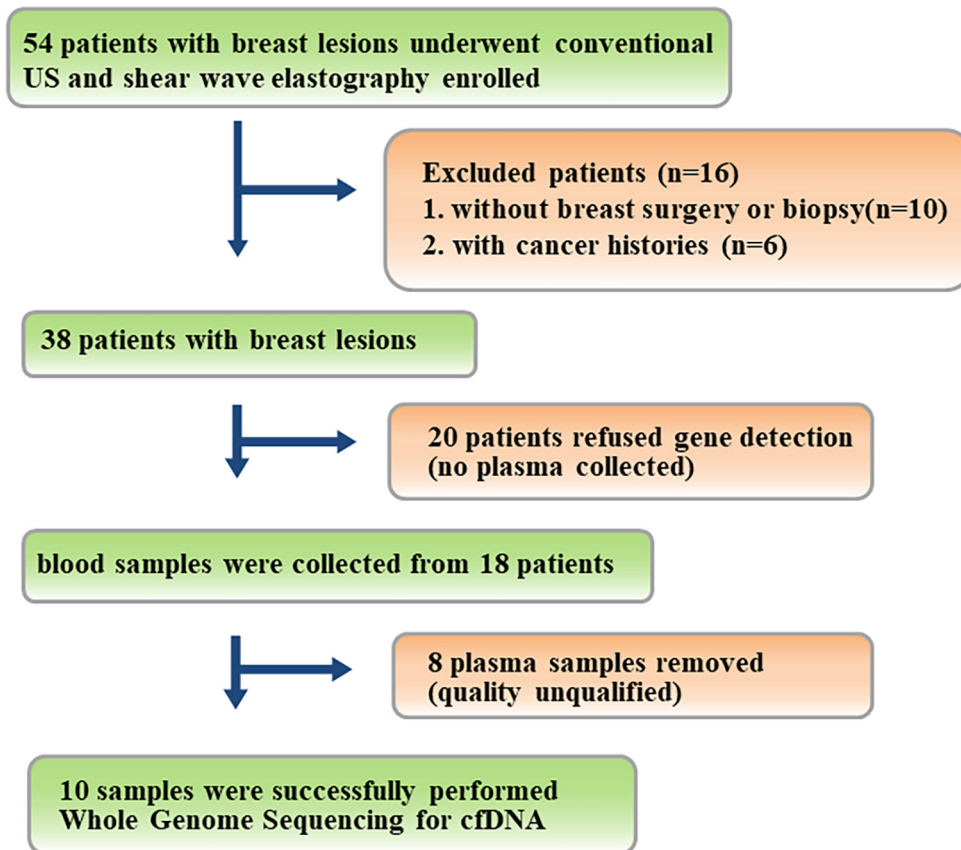 54 patients with breast lesions underwent conventional
US and shear wave elastography enrolled
Excluded patients (n=16)
1. without breast surgery or biopsy(n=10)
2. with cancer histories (n=6)
38 patients with breast lesions
20 patients refused gene detection
(no plasma collected)
blood samples were collected from 18 patients
8 plasma samples removed
(quality unqualified)
10 samples were successfully performed
Whole Genome Sequencing for cfDNA